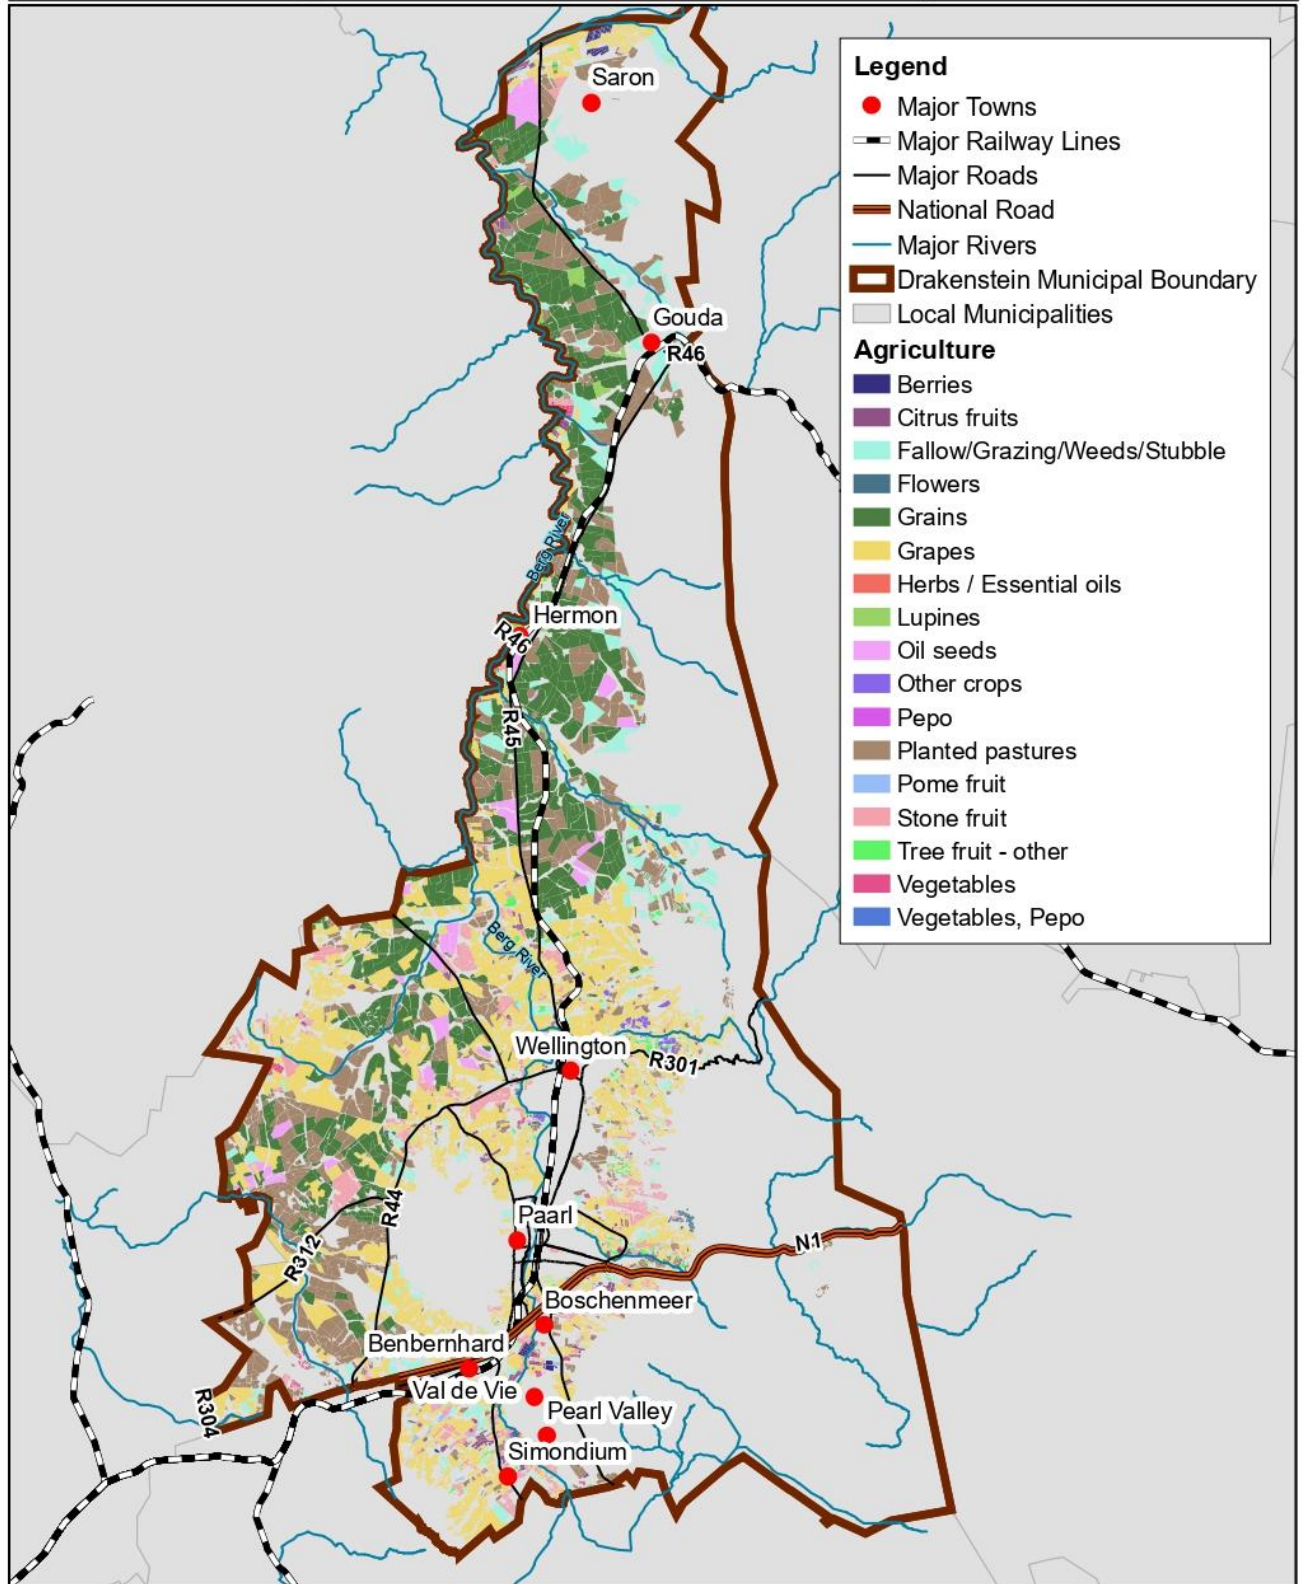 Saron
Gouda
R46
Berg River
Hermon
R46
R45
Berg River
Wellington
R301
Paarl
R44
R312
N1
Boschenmeer
Benbernhard
Val de Vie
Pearl Valley
R304
Simondium
Legend
Major Towns
Major Railway Lines
Major Roads
National Road
Major Rivers
Drakenstein Municipal Boundary
Local Municipalities
Agriculture
Berries
Citrus fruits
Fallow/Grazing/Weeds/Stubble
Flowers
Grains
Grapes
Herbs / Essential oils
Lupines
Oil seeds
Other crops
Pepo
Planted pastures
Pome fruit
Stone fruit
Tree fruit - other
Vegetables
Vegetables, Pepo